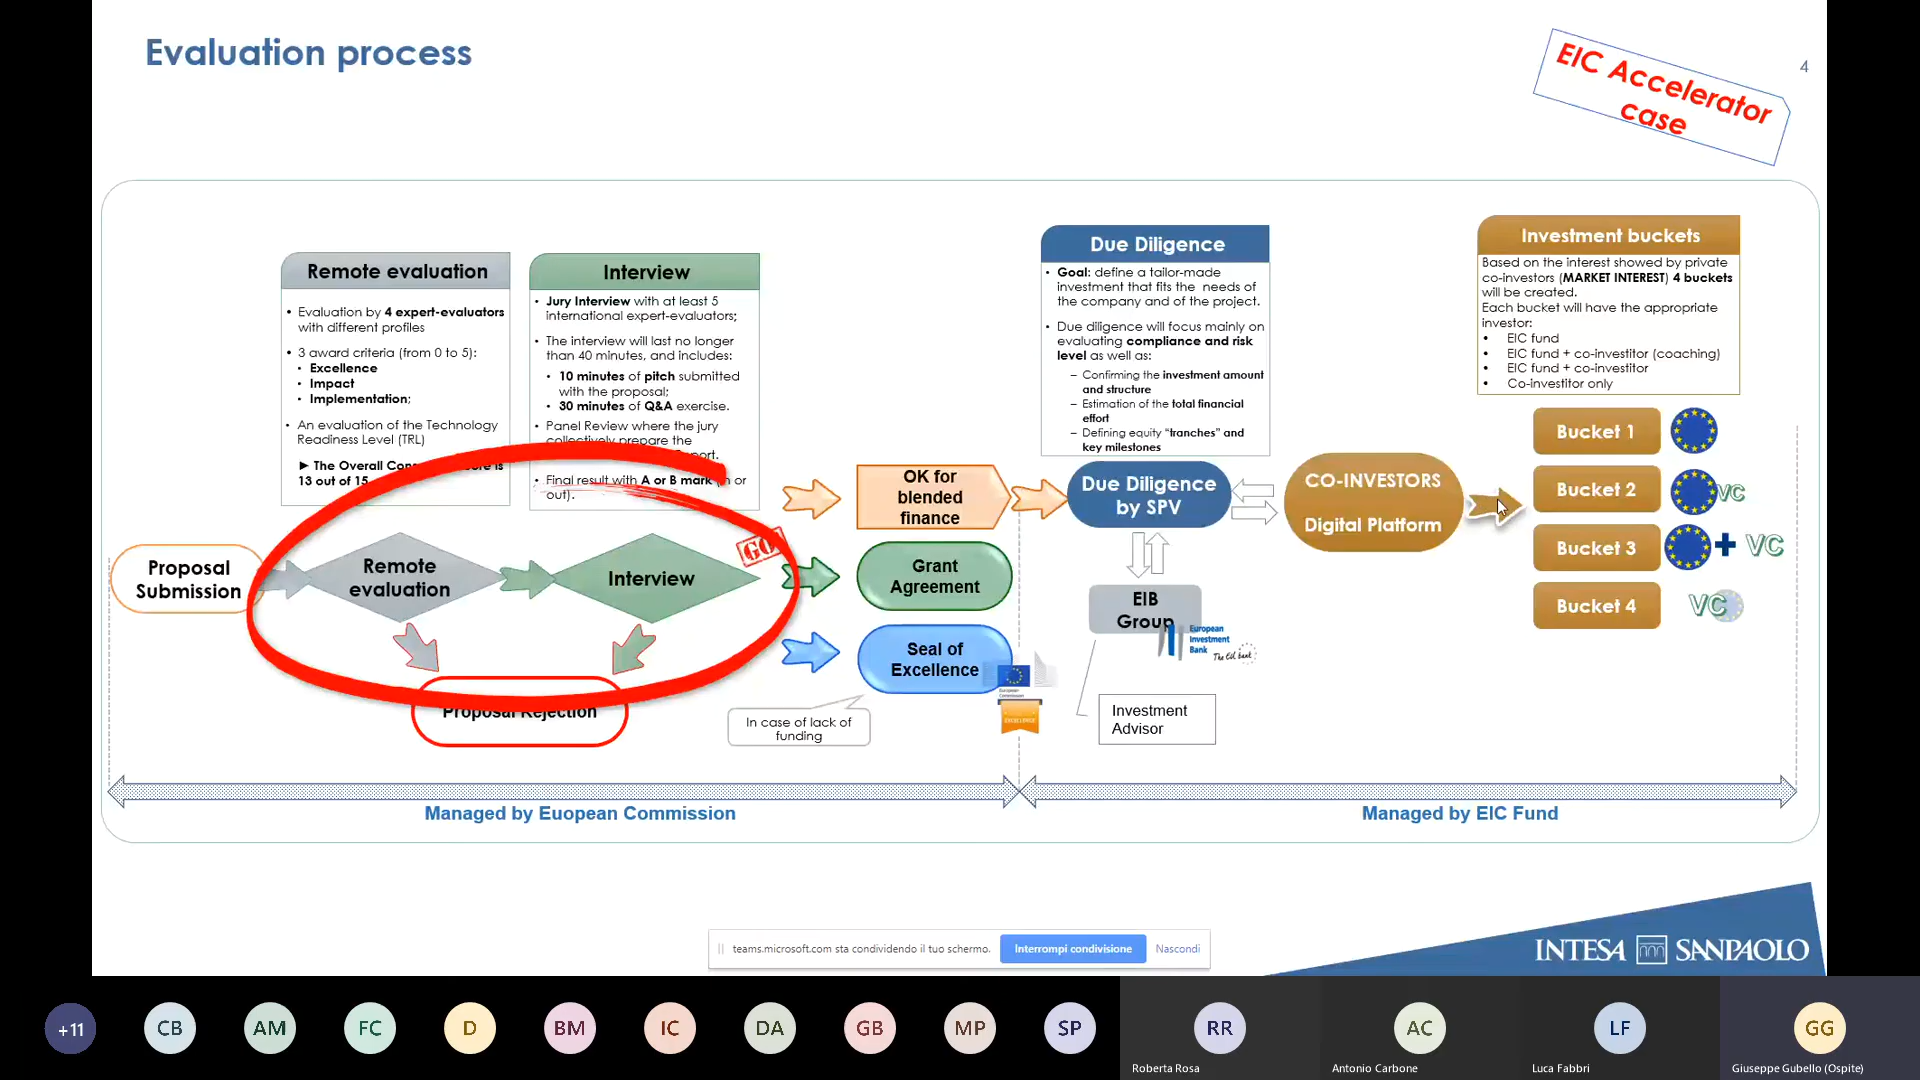 Evaluation process
EIC Accelerator
case
4
Remote evaluation
• Evaluation by 4 expert-evaluators
with different profiles
• 3 award criteria (from 0 to 5):
• Excellence
• Impact
• Implementation;
• An evaluation of the Technology
Readiness Level (TRL)
► The Overall Con is
13 out of 15
Interview
• Jury Interview with at least 5
international expert-evaluators;
• The interview will last no longer
than 40 minutes, and includes:
• 10 minutes of pitch submitted
with the proposal;
• 30 minutes of Q&A exercise.
• Panel Review where the jury
collectively prepare the
• Final result with A or B mark or
out).
Due Diligence
• Goal: define a tailor-made
investment that fits the needs of
the company and of the project.
• Due diligence will focus mainly on
evaluating compliance and risk
level as well as:
– Confirming the investment amount
and structure
– Estimation of the total financial
effort
– Defining equity “tranches” and
key milestones
Investment buckets
Based on the interest showed by private
co-investors (MARKET INTEREST) 4 buckets
will be created.
Each bucket will have the appropriate
investor:
• EIC fund
• EIC fund + co-investitor (coaching)
• EIC fund + co-investitor
• Co-investitor only
Proposal
Submission
Remote
evaluation
Interview
GO
Proposal Rejection
OK for
blended
finance
Grant
Agreement
Seal of
Excellence
In case of lack of
funding
European
Commission
Due Diligence
by SPV
EIB
Group
European
Investment
Bank
The EU bank
Investment
Advisor
CO-INVESTORS
Digital Platform
Bucket 1
Bucket 2 VC
Bucket 3 + VC
Bucket 4 VC
Managed by Euopean Commission
Managed by EIC Fund
teams.microsoft.com sta condividendo il tuo schermo. Interrompi condivisione Nascondi
INTESA SANPAOLO
+11 CB AM FC D BM IC DA GB MP SP RR AC LF GG
Roberta Rosa Antonio Carbone Luca Fabbri Giuseppe Gubello (Ospite)